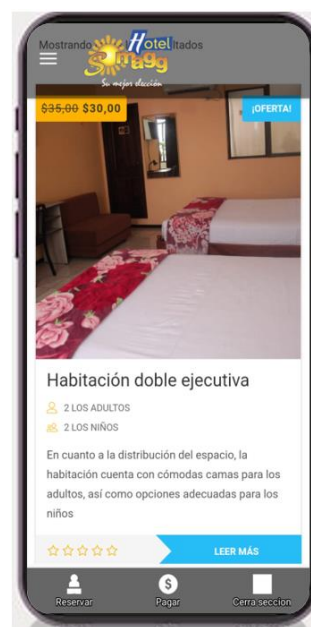 Mostrando
ltados
Hotel
Smagg
Su mejor elección
$35,00 $30,00
¡OFERTA!
Habitación doble ejecutiva
2 LOS ADULTOS
2 LOS NIÑOS
En cuanto a la distribución del espacio, la
habitación cuenta con cómodas camas para los
adultos, así como opciones adecuadas para los
niños
LEER MÁS
Reservar
Pagar
Cerra seccion